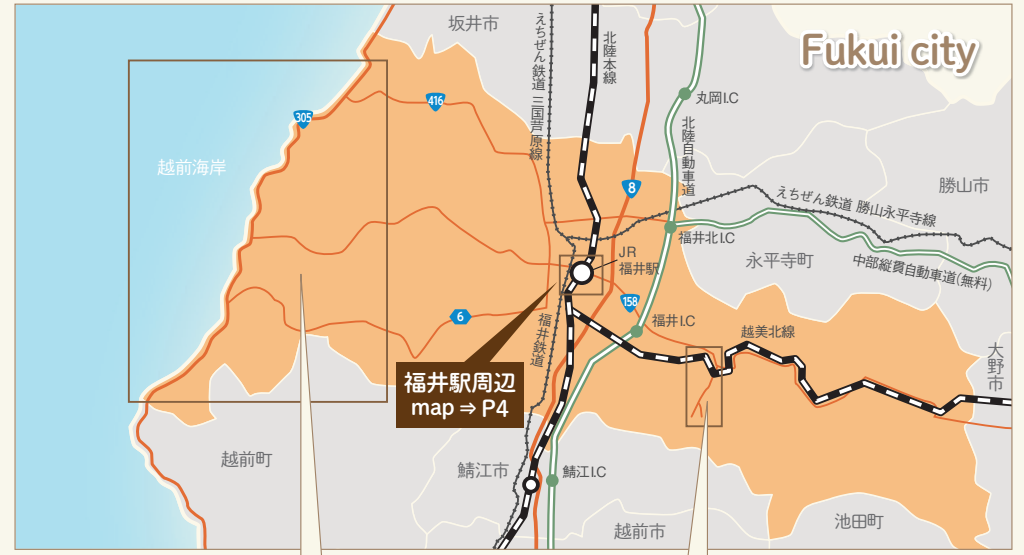 Fukui city
坂井市
えちぜん鉄道 三国芦原線
北陸本線
丸岡I.C
北陸自動車道
416
305
越前海岸
8
勝山市
えちぜん鉄道 勝山永平寺線
福井北I.C
JR
福井駅
永平寺町
中部縦貫自動車道(無料)
158
6
福井鉄道
福井I.C
越美北線
大野市
福井駅周辺
map ⇒ P4
越前町
鯖江市
鯖江I.C
越前市
池田町